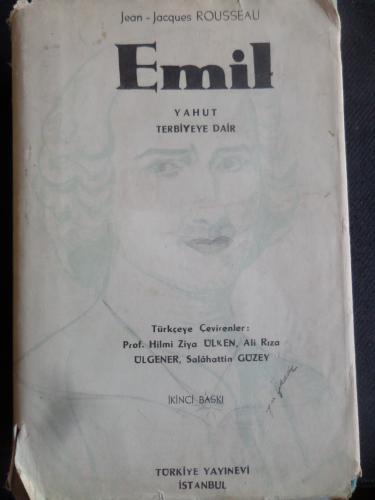 Jean - Jacques ROUSSEAU
Emil
YAHUT
TERBİYEYE DAİR
Türkçeye Çevirenler:
Prof. Hilmi Ziya ÜLKEN, Ali Rıza
ÜLGENER, Salâhattin GÜZEY
İKİNCİ BASKI
TÜRKİYE YAYINEVİ
İSTANBUL